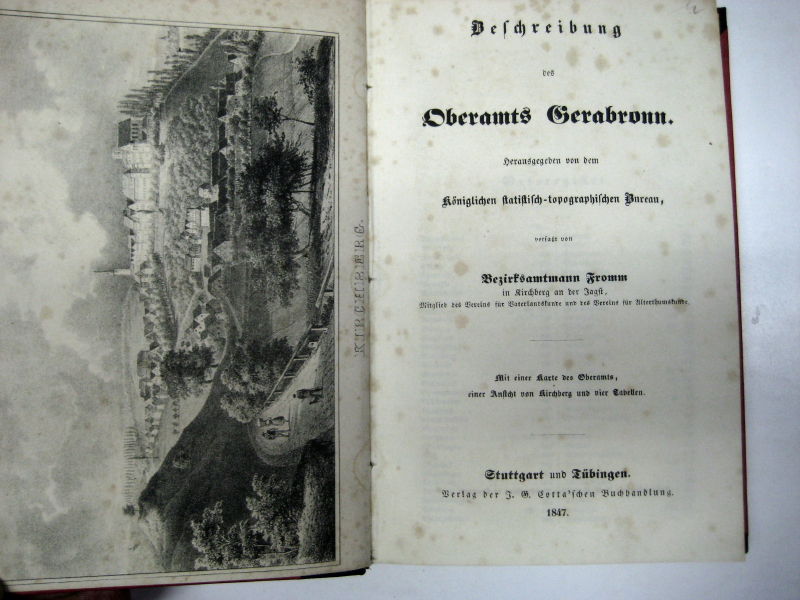 KIRCHBERG.
Beschreibung
des
Oberamts Gerabronn.
Herausgegeben von dem
Königlichen statistisch-topographischen Bureau,
verfaßt von
Bezirksamtmann Fromm
in Kirchberg an der Jagst,
Mitglied des Vereins für Vaterlandskunde und des Vereins für Alterthumskunde.
Mit einer Karte des Oberamts,
einer Ansicht von Kirchberg und vier Tabellen.
Stuttgart und Tübingen.
Verlag der J. G. Cotta'schen Buchhandlung.
1847.